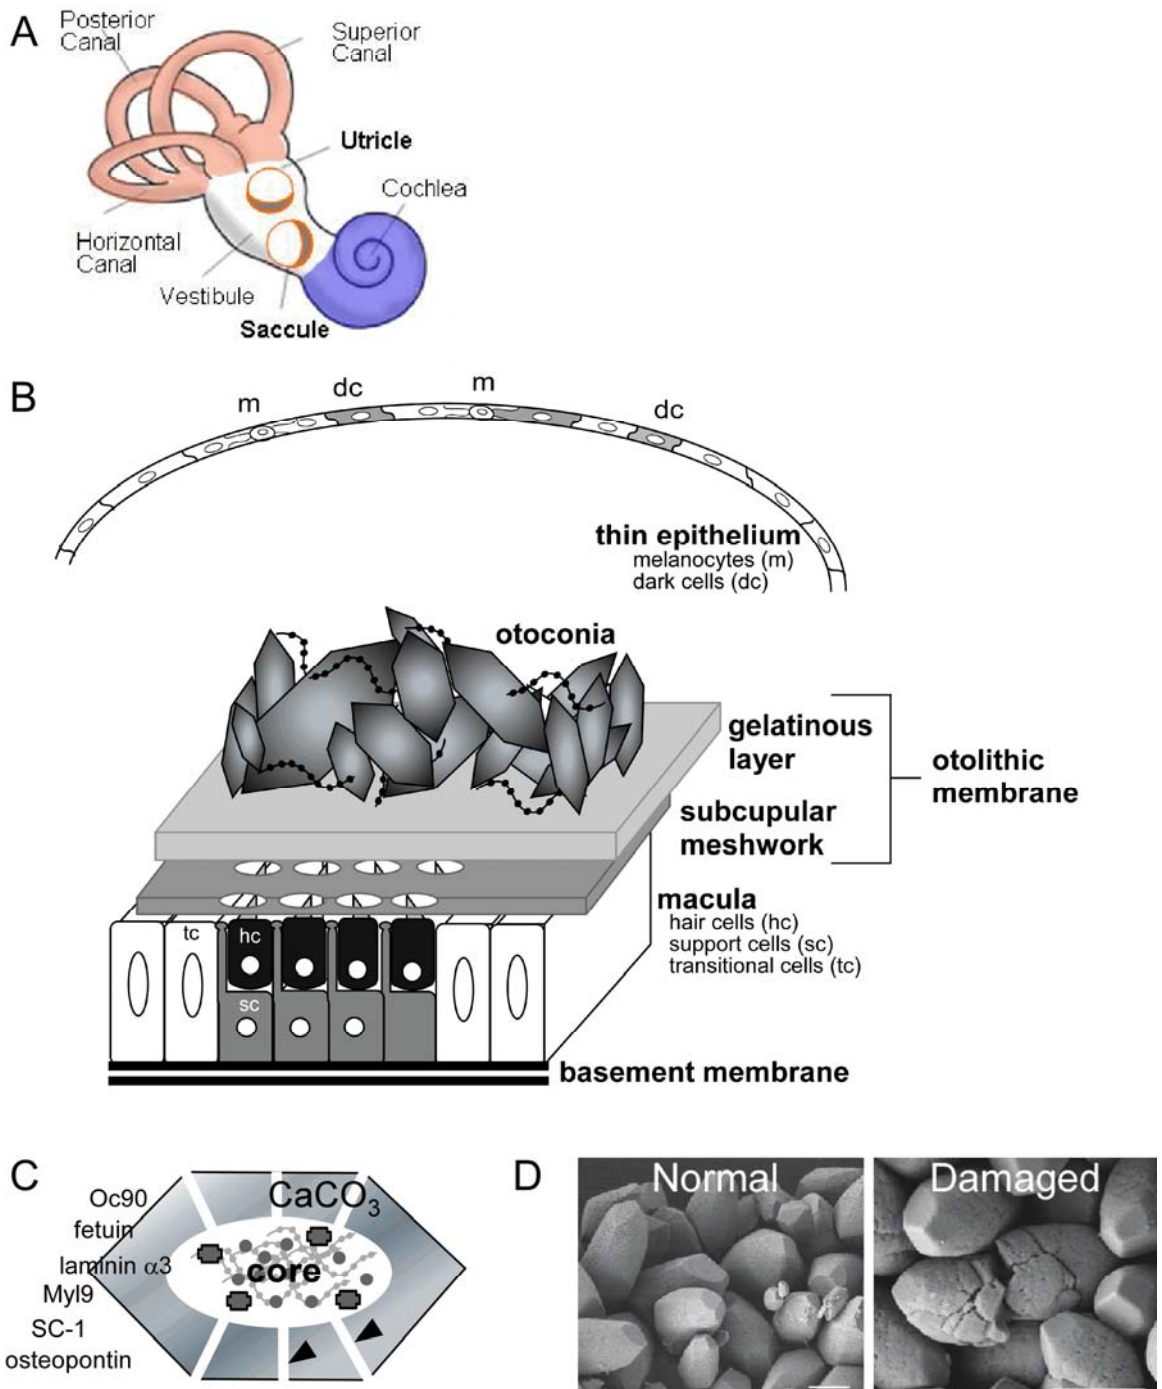 A
Posterior
Canal
Superior
Canal
Utricle
Cochlea
Horizontal
Canal
Vestibule
Saccule
B
m
dc
m
dc
thin epithelium
melanocytes (m)
dark cells (dc)
otoconia
gelatinous
layer
otolithic
membrane
subcupular
meshwork
macula
hair cells (hc)
support cells (sc)
transitional cells (tc)
tc
hc
sc
basement membrane
C
CaCO3
Oc90
fetuin
laminin α3
Myl9
SC-1
osteopontin
core
D
Normal
Damaged